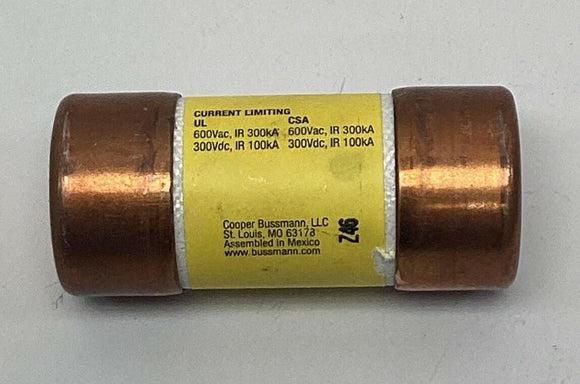 CURRENT LIMITING
UL CSA
600Vac, IR 300kA 600Vac, IR 300kA
300Vdc, IR 100kA 300Vdc, IR 100kA
Cooper Bussmann, LLC
St. Louis, MO 63178
Assembled in Mexico
www.bussmann.com
Z46